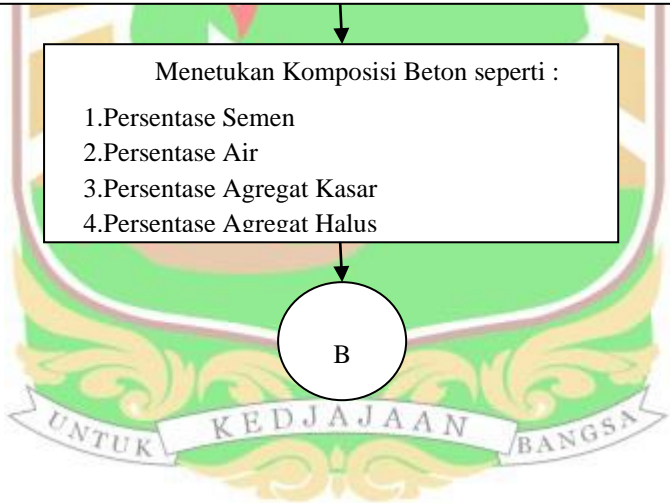 Menetukan Komposisi Beton seperti :
1.Persentase Semen
2.Persentase Air
3.Persentase Agregat Kasar
4.Persentase Agregat Halus
B
UNTUK KEDJAJAAN BANGSA